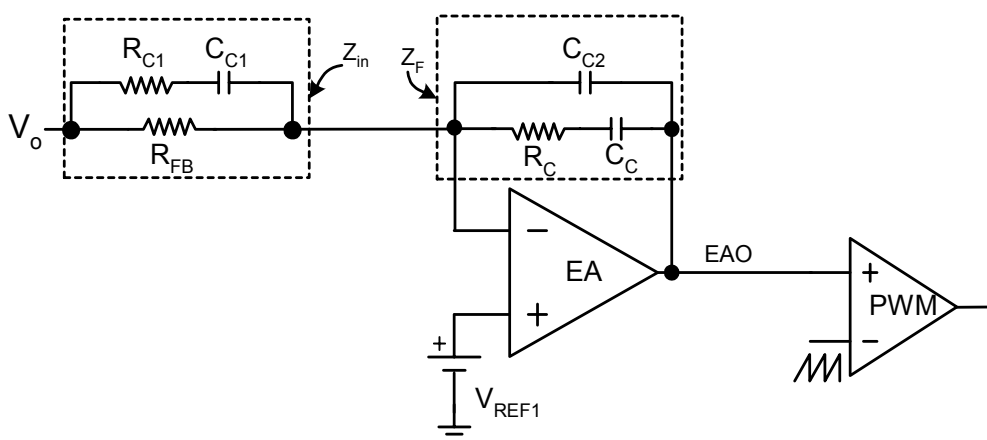 R_C1
C_C1
Z_in
Z_F
C_C2
V_o
R_FB
R_C
C_C
−
EA
+
EAO
+
PWM
−
+
V_REF1